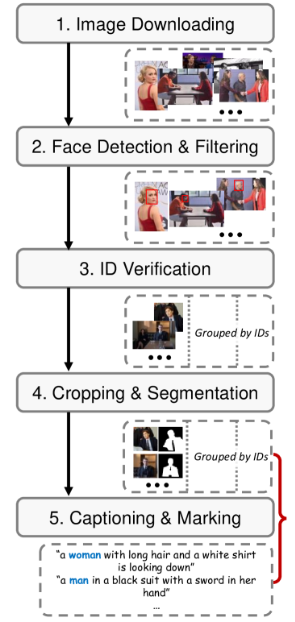 1. Image Downloading
2. Face Detection & Filtering
3. ID Verification
Grouped by IDs
4. Cropping & Segmentation
Grouped by IDs
5. Captioning & Marking
"a woman with long hair and a white shirt
is looking down"
"a man in a black suit with a sword in her
hand"
...